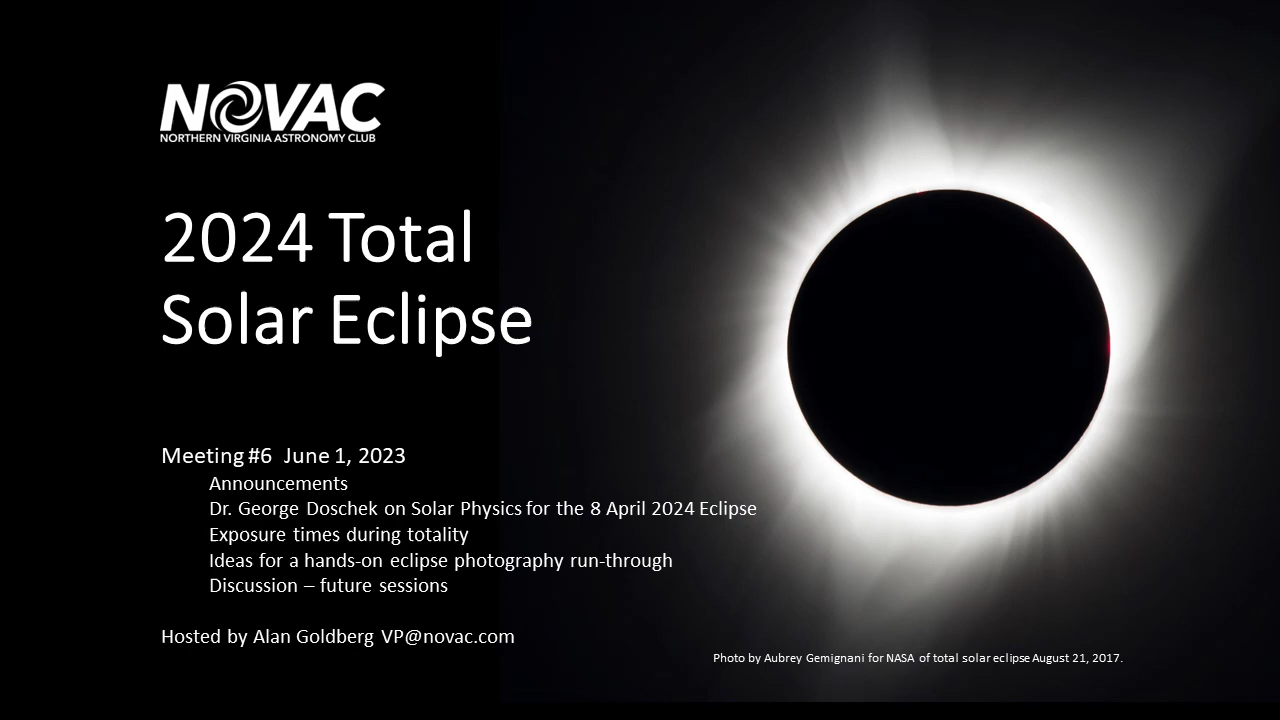 NOVAC
NORTHERN VIRGINIA ASTRONOMY CLUB
2024 Total
Solar Eclipse
Meeting #6  June 1, 2023
Announcements
Dr. George Doschek on Solar Physics for the 8 April 2024 Eclipse
Exposure times during totality
Ideas for a hands-on eclipse photography run-through
Discussion – future sessions
Hosted by Alan Goldberg VP@novac.com
Photo by Aubrey Gemignani for NASA of total solar eclipse August 21, 2017.